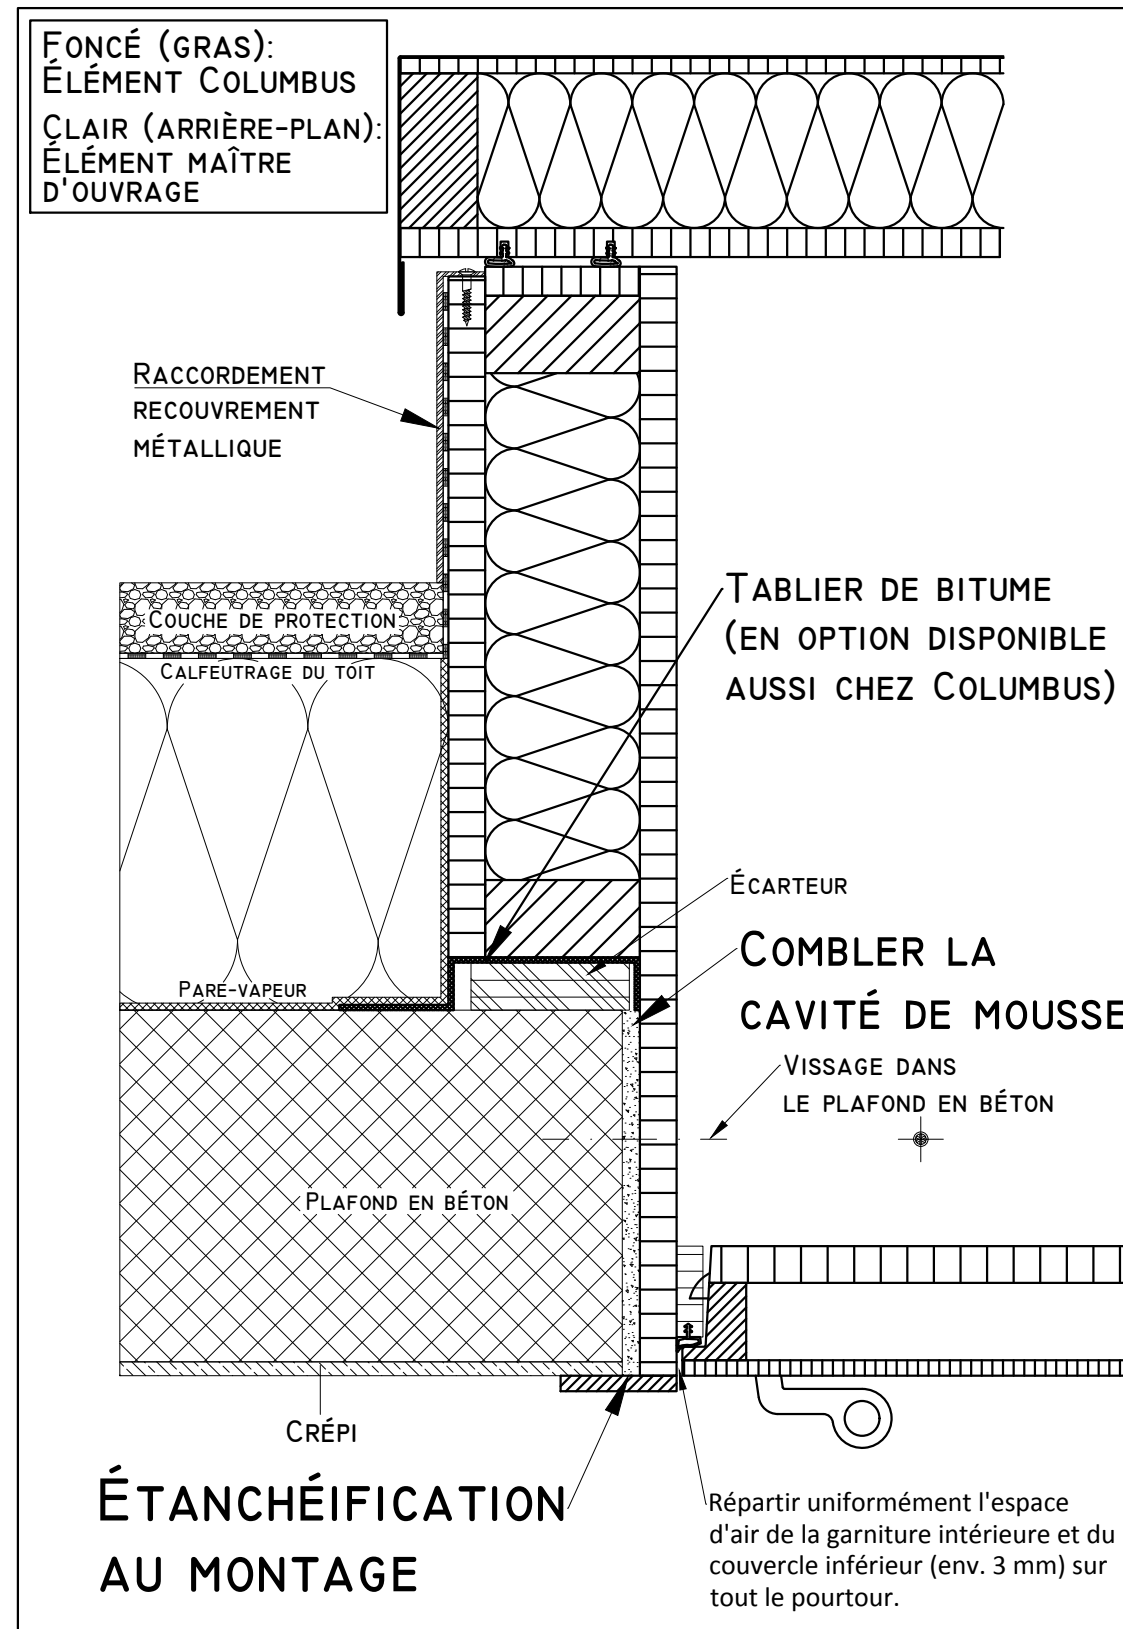 FONCÉ (GRAS):
ÉLÉMENT COLUMBUS
CLAIR (ARRIÈRE-PLAN):
ÉLÉMENT MAÎTRE
D'OUVRAGE
RACCORDEMENT
RECOUVREMENT
MÉTALLIQUE
TABLIER DE BITUME
(EN OPTION DISPONIBLE
AUSSI CHEZ COLUMBUS)
COUCHE DE PROTECTION
CALFEUTRAGE DU TOIT
ÉCARTEUR
COMBLER LA
CAVITÉ DE MOUSSE
PARE-VAPEUR
VISSAGE DANS
LE PLAFOND EN BÉTON
PLAFOND EN BÉTON
CRÉPI
ÉTANCHÉIFICATION
AU MONTAGE
Répartir uniformément l'espace
d'air de la garniture intérieure et du
couvercle inférieur (env. 3 mm) sur
tout le pourtour.